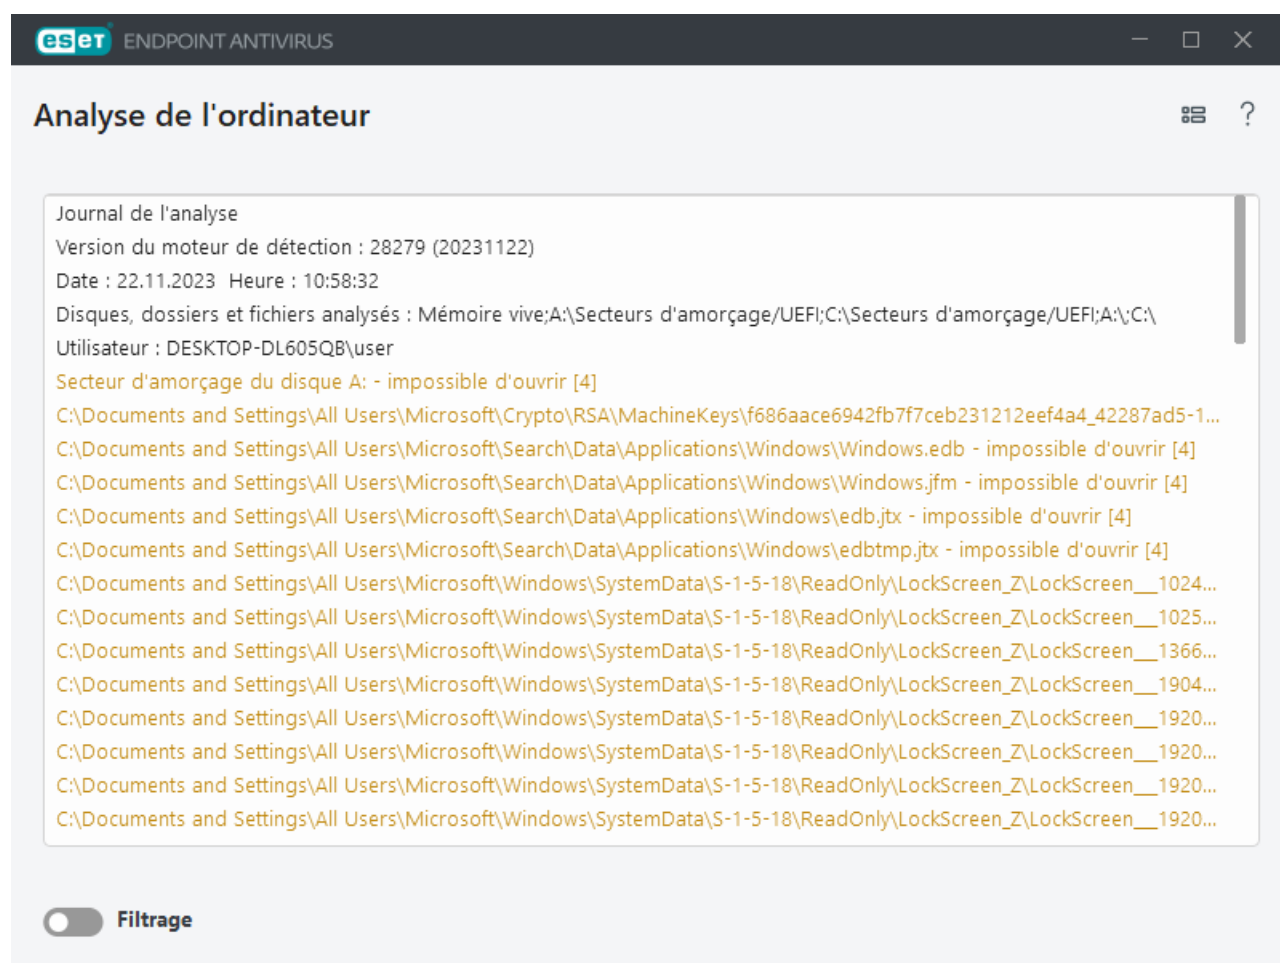 eset ENDPOINT ANTIVIRUS
Analyse de l'ordinateur
?
Journal de l'analyse
Version du moteur de détection : 28279 (20231122)
Date : 22.11.2023 Heure : 10:58:32
Disques, dossiers et fichiers analysés : Mémoire vive;A:\Secteurs d'amorçage/UEFI;C:\Secteurs d'amorçage/UEFI;A:\;C:\
Utilisateur : DESKTOP-DL605QB\user
Secteur d'amorçage du disque A: - impossible d'ouvrir [4]
C:\Documents and Settings\All Users\Microsoft\Crypto\RSA\MachineKeys\f686aace6942fb7f7ceb231212eef4a4_42287ad5-1...
C:\Documents and Settings\All Users\Microsoft\Search\Data\Applications\Windows\Windows.edb - impossible d'ouvrir [4]
C:\Documents and Settings\All Users\Microsoft\Search\Data\Applications\Windows\Windows.jfm - impossible d'ouvrir [4]
C:\Documents and Settings\All Users\Microsoft\Search\Data\Applications\Windows\edb.jtx - impossible d'ouvrir [4]
C:\Documents and Settings\All Users\Microsoft\Search\Data\Applications\Windows\edbtmp.jtx - impossible d'ouvrir [4]
C:\Documents and Settings\All Users\Microsoft\Windows\SystemData\S-1-5-18\ReadOnly\LockScreen_Z\LockScreen___1024...
C:\Documents and Settings\All Users\Microsoft\Windows\SystemData\S-1-5-18\ReadOnly\LockScreen_Z\LockScreen___1025...
C:\Documents and Settings\All Users\Microsoft\Windows\SystemData\S-1-5-18\ReadOnly\LockScreen_Z\LockScreen___1366...
C:\Documents and Settings\All Users\Microsoft\Windows\SystemData\S-1-5-18\ReadOnly\LockScreen_Z\LockScreen___1904...
C:\Documents and Settings\All Users\Microsoft\Windows\SystemData\S-1-5-18\ReadOnly\LockScreen_Z\LockScreen___1920...
C:\Documents and Settings\All Users\Microsoft\Windows\SystemData\S-1-5-18\ReadOnly\LockScreen_Z\LockScreen___1920...
C:\Documents and Settings\All Users\Microsoft\Windows\SystemData\S-1-5-18\ReadOnly\LockScreen_Z\LockScreen___1920...
C:\Documents and Settings\All Users\Microsoft\Windows\SystemData\S-1-5-18\ReadOnly\LockScreen_Z\LockScreen___1920...
Filtrage